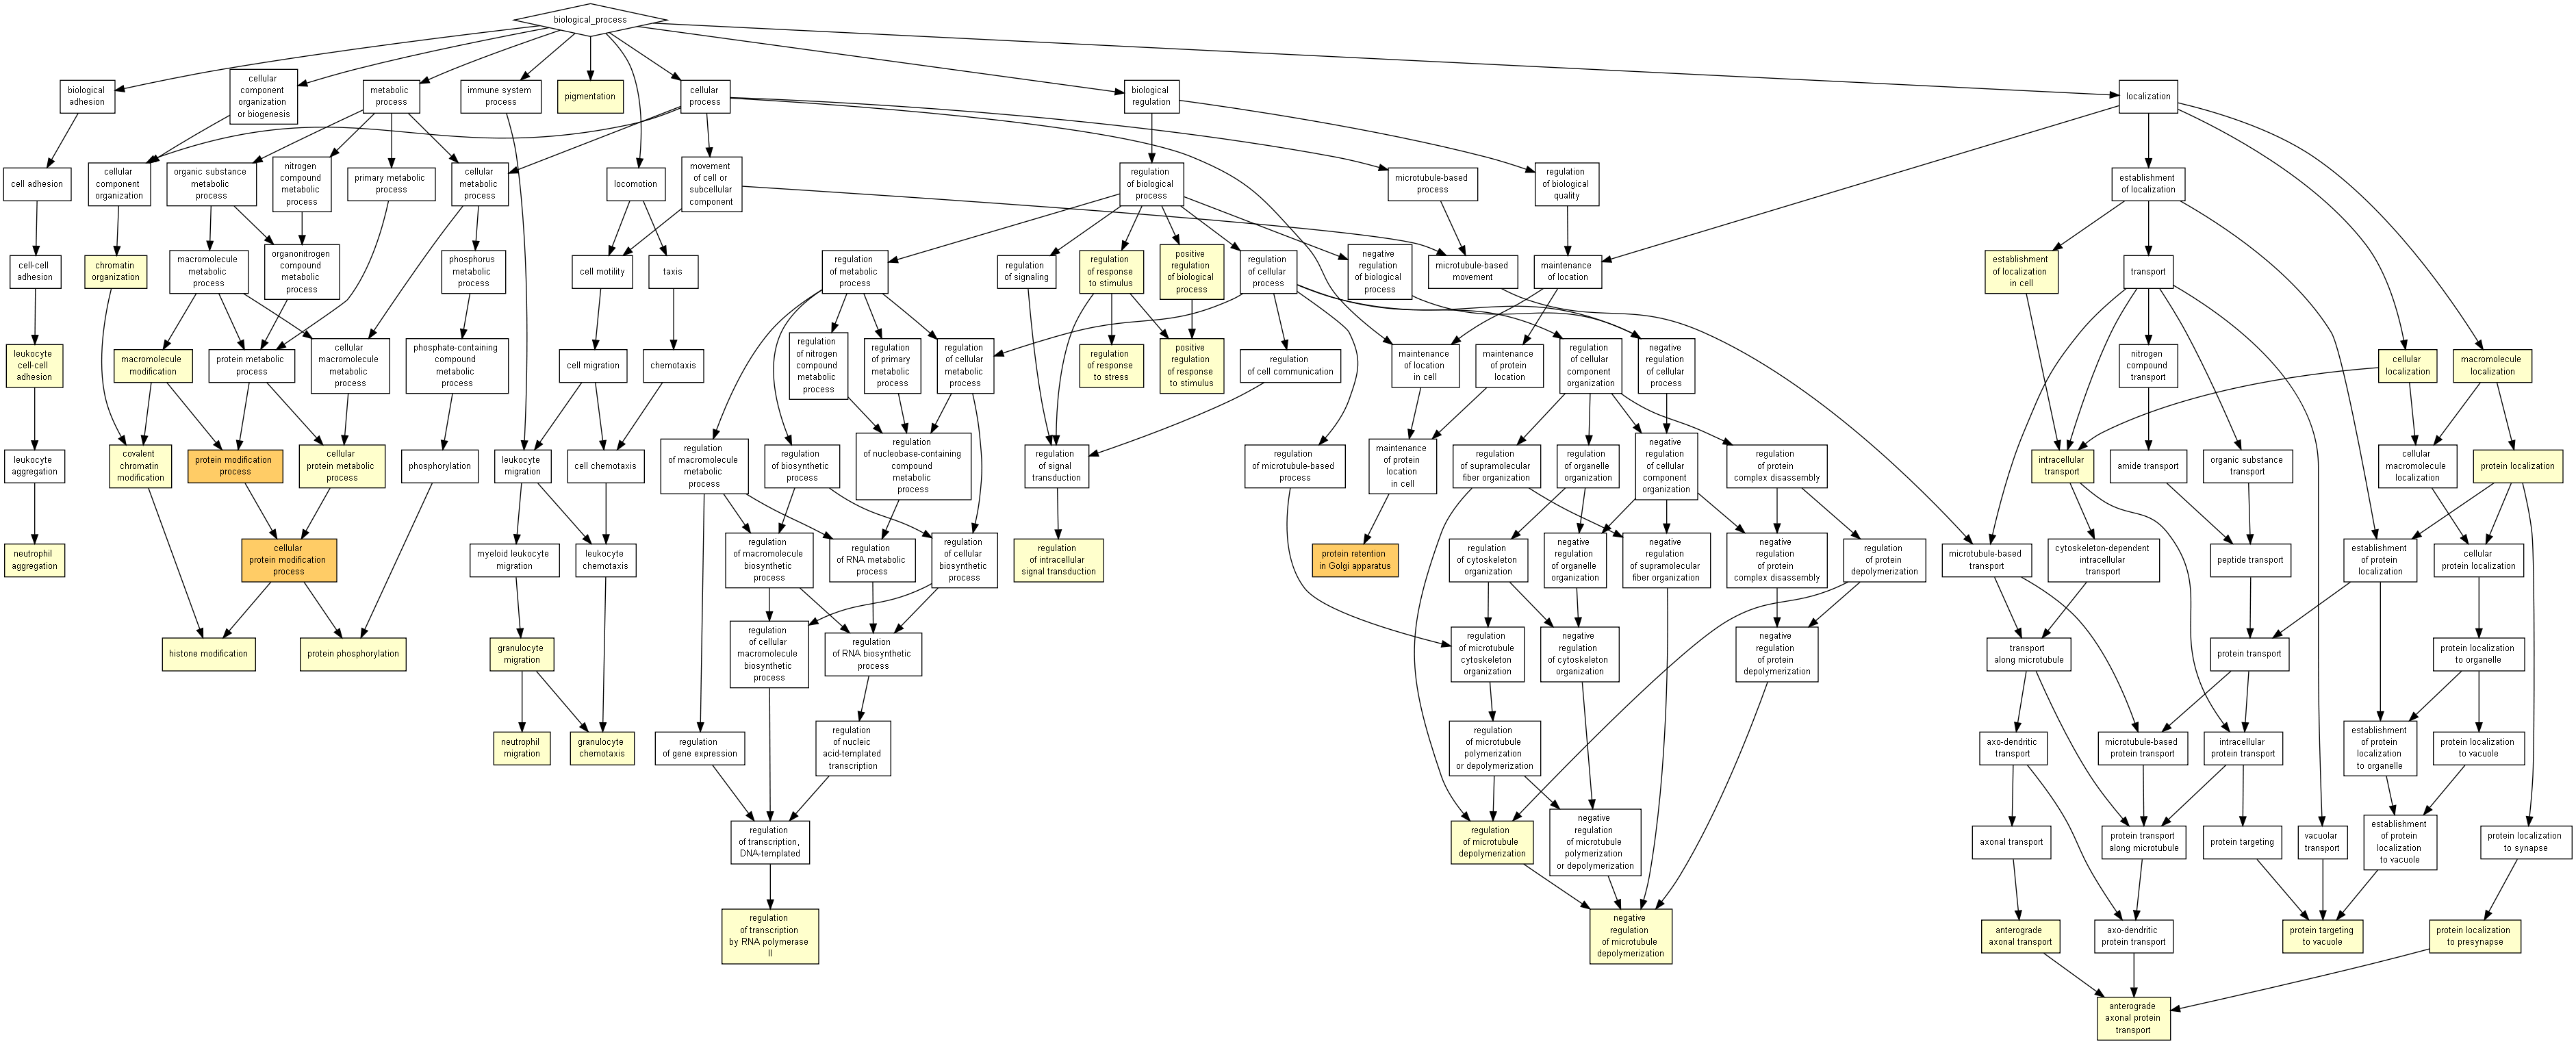 biological_process
biological
adhesion
cellular
component
organization
or biogenesis
metabolic
process
immune system
process
pigmentation
cellular
process
biological
regulation
localization
cell adhesion
cellular
component
organization
organic substance
metabolic
process
nitrogen
compound
metabolic
process
primary metabolic
process
cellular
metabolic
process
locomotion
movement
of cell or
subcellular
component
regulation
of biological
process
microtubule-based
process
regulation
of biological
quality
establishment
of localization
cell-cell
adhesion
chromatin
organization
macromolecule
metabolic
process
organonitrogen
compound
metabolic
process
phosphorus
metabolic
process
cell motility
taxis
regulation
of metabolic
process
regulation
of signaling
regulation
of response
to stimulus
positive
regulation
of biological
process
regulation
of cellular
process
negative
regulation
of biological
process
microtubule-based
movement
maintenance
of location
establishment
of localization
in cell
transport
leukocyte
cell-cell
adhesion
macromolecule
modification
protein metabolic
process
cellular
macromolecule
metabolic
process
phosphate-containing
compound
metabolic
process
cell migration
chemotaxis
regulation
of nitrogen
compound
metabolic
process
regulation
of primary
metabolic
process
regulation
of cellular
metabolic
process
regulation
of response
to stress
positive
regulation
of response
to stimulus
regulation
of cell communication
maintenance
of location
in cell
maintenance
of protein
location
regulation
of cellular
component
organization
negative
regulation
of cellular
process
nitrogen
compound
transport
cellular
localization
macromolecule
localization
leukocyte
aggregation
covalent
chromatin
modification
protein modification
process
cellular
protein metabolic
process
phosphorylation
leukocyte
migration
cell chemotaxis
regulation
of macromolecule
metabolic
process
regulation
of biosynthetic
process
regulation
of nucleobase-containing
compound
metabolic
process
regulation
of signal
transduction
regulation
of microtubule-based
process
maintenance
of protein
location
in cell
regulation
of supramolecular
fiber organization
regulation
of organelle
organization
negative
regulation
of cellular
component
organization
regulation
of protein
complex disassembly
intracellular
transport
amide transport
organic substance
transport
cellular
macromolecule
localization
protein localization
neutrophil
aggregation
cellular
protein modification
process
myeloid leukocyte
migration
leukocyte
chemotaxis
regulation
of macromolecule
biosynthetic
process
regulation
of RNA metabolic
process
regulation
of cellular
biosynthetic
process
regulation
of intracellular
signal transduction
protein retention
in Golgi apparatus
regulation
of cytoskeleton
organization
negative
regulation
of organelle
organization
negative
regulation
of supramolecular
fiber organization
negative
regulation
of protein
complex disassembly
regulation
of protein
depolymerization
microtubule-based
transport
cytoskeleton-dependent
intracellular
transport
peptide transport
establishment
of protein
localization
cellular
protein localization
histone modification
protein phosphorylation
granulocyte
migration
regulation
of cellular
macromolecule
biosynthetic
process
regulation
of RNA biosynthetic
process
regulation
of microtubule
cytoskeleton
organization
negative
regulation
of cytoskeleton
organization
negative
regulation
of protein
depolymerization
transport
along microtubule
protein transport
protein localization
to organelle
neutrophil
migration
granulocyte
chemotaxis
regulation
of gene expression
regulation
of nucleic
acid-templated
transcription
regulation
of microtubule
polymerization
or depolymerization
axo-dendritic
transport
microtubule-based
protein transport
intracellular
protein transport
establishment
of protein
localization
to organelle
protein localization
to vacuole
regulation
of transcription,
DNA-templated
regulation
of microtubule
depolymerization
negative
regulation
of microtubule
polymerization
or depolymerization
axonal transport
protein transport
along microtubule
protein targeting
vacuolar
transport
establishment
of protein
localization
to vacuole
protein localization
to synapse
regulation
of transcription
by RNA polymerase
II
negative
regulation
of microtubule
depolymerization
anterograde
axonal transport
axo-dendritic
protein transport
protein targeting
to vacuole
protein localization
to presynapse
anterograde
axonal protein
transport